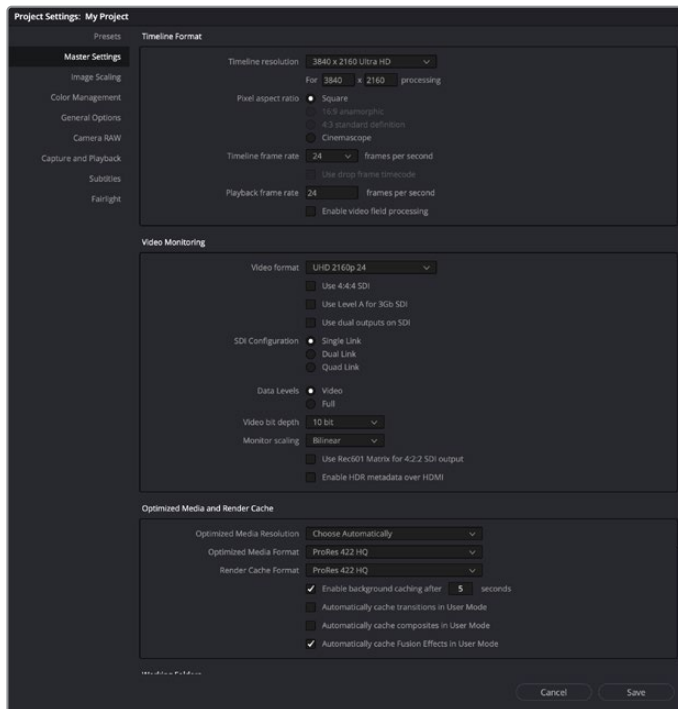 Project Settings: My Project
Presets
Master Settings
Image Scaling
Color Management
General Options
Camera RAW
Capture and Playback
Subtitles
Fairlight
Timeline Format
Timeline resolution 3840 x 2160 Ultra HD
For 3840 x 2160 processing
Pixel aspect ratio Square
16:9 anamorphic
4:3 standard definition
Cinemascope
Timeline frame rate 24 frames per second
Use drop frame timecode
Playback frame rate 24 frames per second
Enable video field processing
Video Monitoring
Video format UHD 2160p 24
Use 4:4:4 SDI
Use Level A for 3Gb SDI
Use dual outputs on SDI
SDI Configuration Single Link
Dual Link
Quad Link
Data Levels Video
Full
Video bit depth 10 bit
Monitor scaling Bilinear
Use Rec601 Matrix for 4:2:2 SDI output
Enable HDR metadata over HDMI
Optimized Media and Render Cache
Optimized Media Resolution Choose Automatically
Optimized Media Format ProRes 422 HQ
Render Cache Format ProRes 422 HQ
Enable background caching after 5 seconds
Automatically cache transitions in User Mode
Automatically cache composites in User Mode
Automatically cache Fusion Effects in User Mode
Working Folders
Cancel
Save